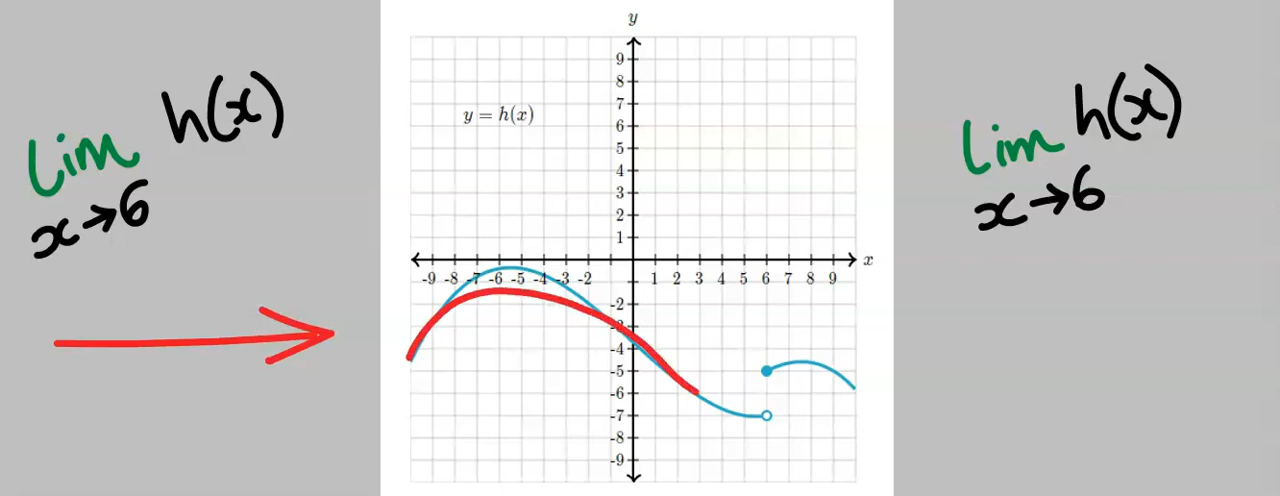 Lim h(x)
x→6
y
y = h(x)
9
8
7
6
5
4
3
2
1
x
-9 -8 -7 -6 -5 -4 -3 -2 1 2 3 4 5 6 7 8 9
-2
-3
-4
-5
-6
-7
-8
-9
Lim h(x)
x→6